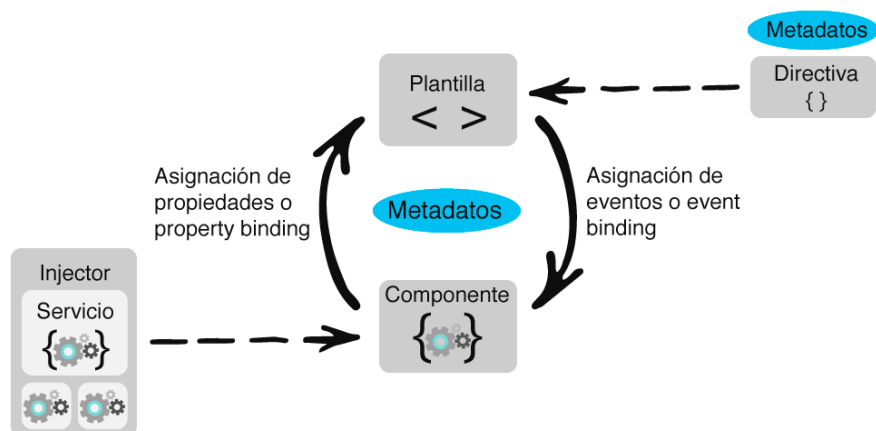 Metadatos
Directiva
{ }
Plantilla
< >
Asignación de
propiedades o
property binding
Metadatos
Asignación de
eventos o event
binding
Injector
Servicio
{ }
Componente
{ }